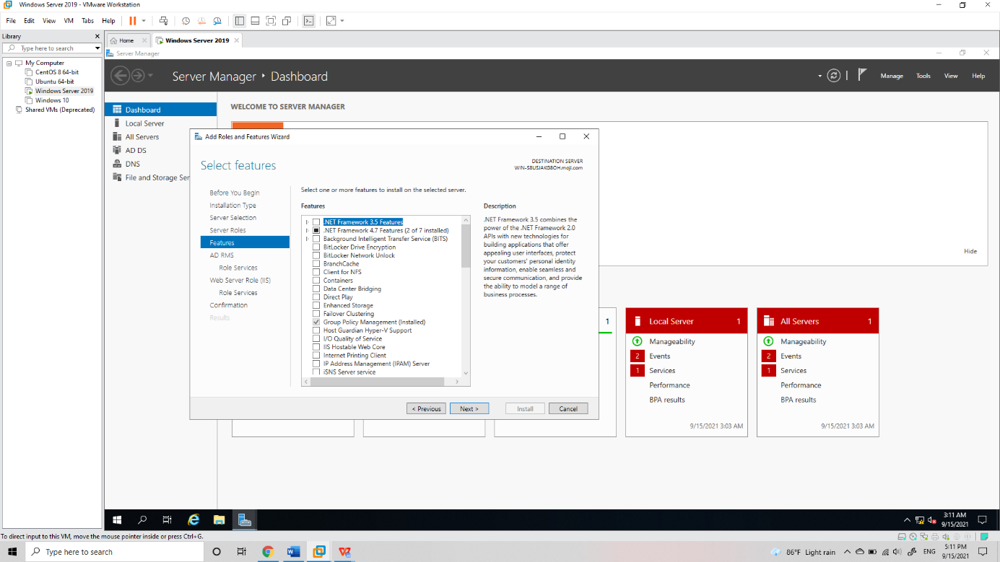 Windows Server 2019 - VMware Workstation
File Edit View VM Tabs Help
Library
Type here to search
My Computer
CentOS 8 64-bit
Ubuntu 64-bit
Windows Server 2019
Windows 10
Shared VMs (Deprecated)
Home
Windows Server 2019
Server Manager
Server Manager Dashboard
Manage Tools View Help
Dashboard
Local Server
All Servers
AD DS
DNS
File and Storage Ser
WELCOME TO SERVER MANAGER
Hide
Add Roles and Features Wizard
Select features
DESTINATION SERVER
WIN-S8USJAKG8OH.moji.com
Before You Begin
Installation Type
Server Selection
Server Roles
Features
AD RMS
Role Services
Web Server Role (IIS)
Role Services
Confirmation
Results
Select one or more features to install on the selected server.
Features
.NET Framework 3.5 Features
.NET Framework 4.7 Features (2 of 7 installed)
Background Intelligent Transfer Service (BITS)
BitLocker Drive Encryption
BitLocker Network Unlock
BranchCache
Client for NFS
Containers
Data Center Bridging
Direct Play
Enhanced Storage
Failover Clustering
Group Policy Management (Installed)
Host Guardian Hyper-V Support
I/O Quality of Service
IIS Hostable Web Core
Internet Printing Client
IP Address Management (IPAM) Server
iSNS Server service
Description
.NET Framework 3.5 combines the
power of the .NET Framework 2.0
APIs with new technologies for
building applications that offer
appealing user interfaces, protect
your customers' personal identity
information, enable seamless and
secure communication, and provide
the ability to model a range of
business processes.
< Previous Next > Install Cancel
1
Local Server 1
Manageability
2 Events
1 Services
Performance
BPA results
9/15/2021 3:03 AM
All Servers 1
Manageability
2 Events
1 Services
Performance
BPA results
9/15/2021 3:03 AM
3:11 AM
9/15/2021
To direct input to this VM, move the mouse pointer inside or press Ctrl+G.
Type here to search
86°F Light rain
ENG
5:11 PM
9/15/2021